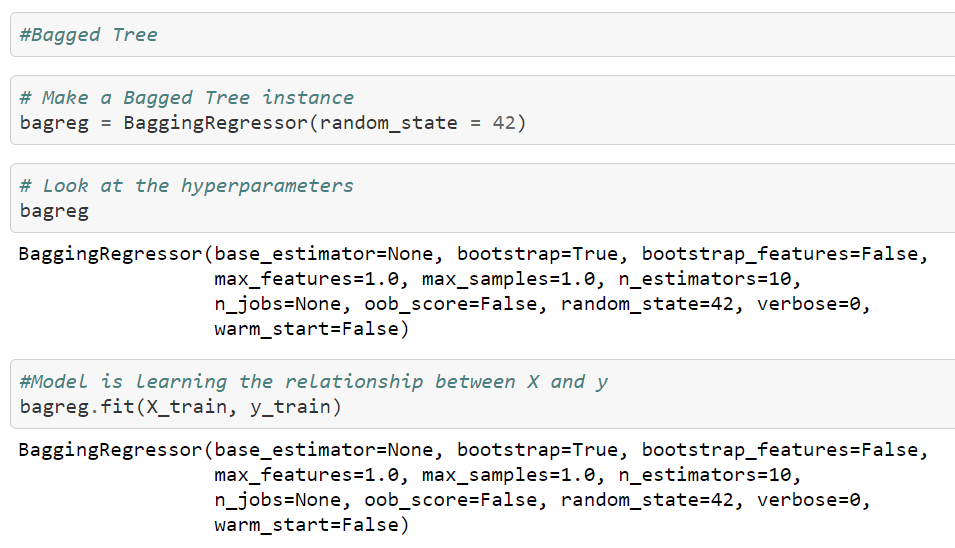 #Bagged Tree
# Make a Bagged Tree instance
bagreg = BaggingRegressor(random_state = 42)
# Look at the hyperparameters
bagreg
BaggingRegressor(base_estimator=None, bootstrap=True, bootstrap_features=False,
max_features=1.0, max_samples=1.0, n_estimators=10,
n_jobs=None, oob_score=False, random_state=42, verbose=0,
warm_start=False)
#Model is learning the relationship between X and y
bagreg.fit(X_train, y_train)
BaggingRegressor(base_estimator=None, bootstrap=True, bootstrap_features=False,
max_features=1.0, max_samples=1.0, n_estimators=10,
n_jobs=None, oob_score=False, random_state=42, verbose=0,
warm_start=False)